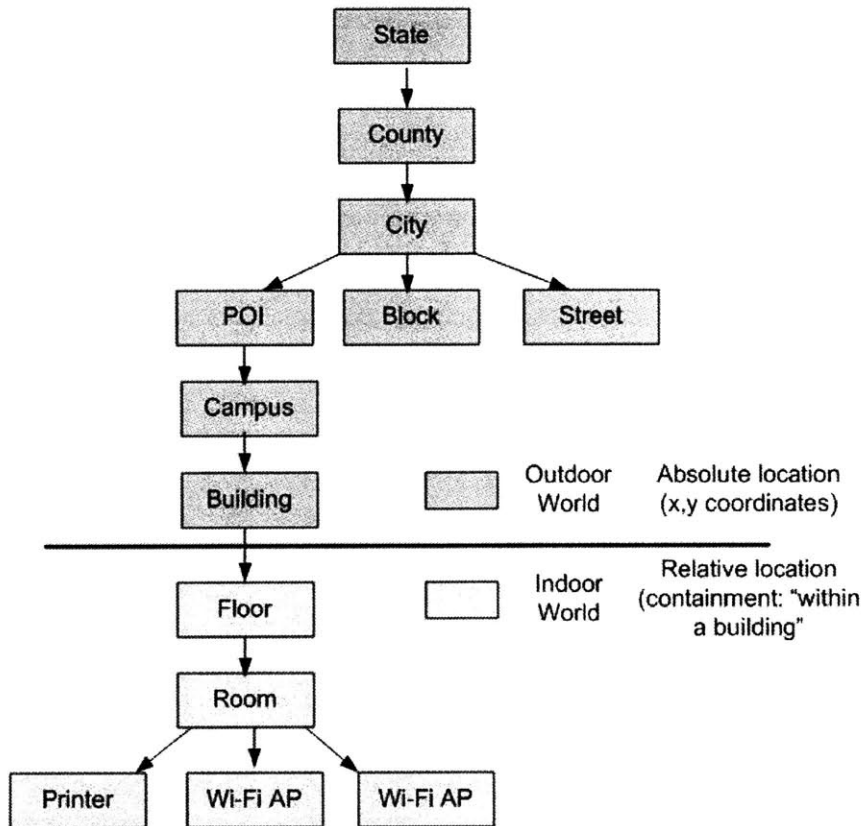 State
County
City
POI
Block
Street
Campus
Building
Outdoor
World
Absolute location
(x,y coordinates)
Floor
Indoor
World
Relative location
(containment: “within
a building”
Room
Printer
Wi-Fi AP
Wi-Fi AP